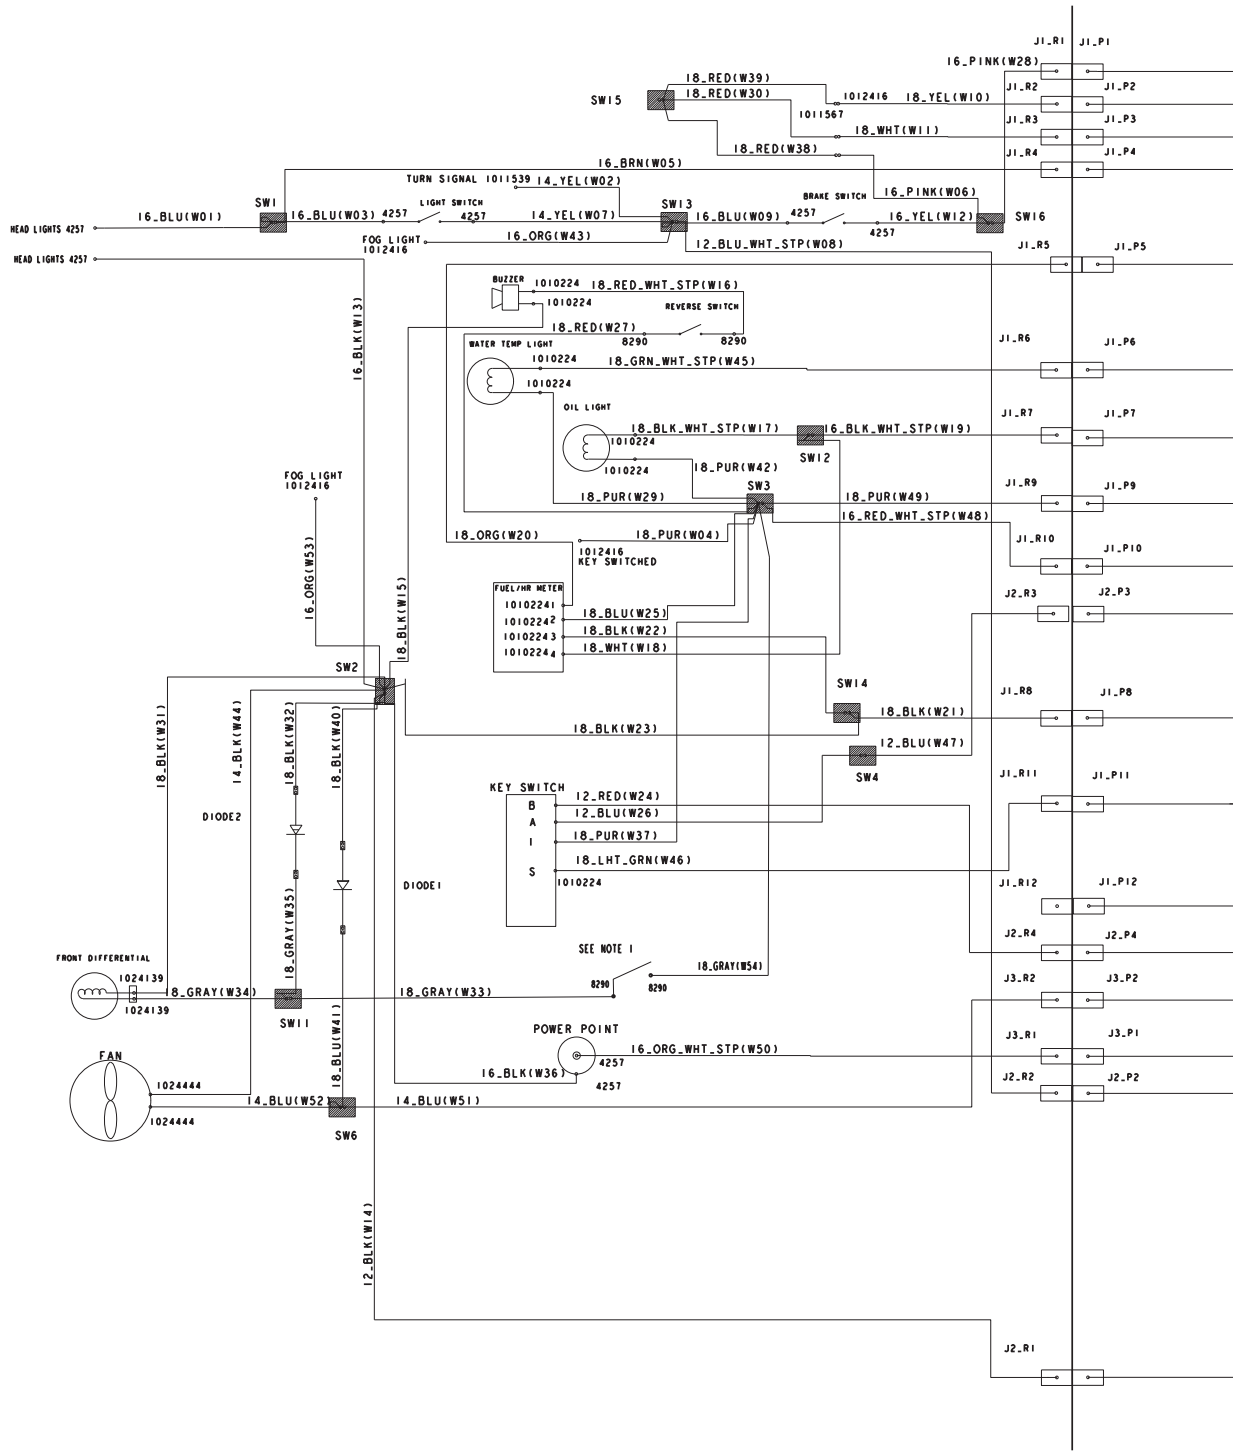 J1_R1 J1_P1
16_PINK(W28)
18_RED(W39)
J1_R2 J1_P2
SW15 18_RED(W30) 1012416 18_YEL(W10)
1011567
J1_R3 J1_P3
18_WHT(W11)
18_RED(W38)
J1_R4 J1_P4
16_BRN(W05)
TURN SIGNAL 1011539 14_YEL(W02)
16_PINK(W06)
SW1 LIGHT SWITCH SW13 BRAKE SWITCH
16_BLU(W01) 16_BLU(W03) 4257 4257 14_YEL(W07) 16_BLU(W09) 4257 16_YEL(W12) SW16
HEAD LIGHTS 4257 4257
FOG LIGHT 16_ORG(W43)
1012416
12_BLU_WHT_STP(W08)
J1_R5 J1_P5
HEAD LIGHTS 4257
BUZZER
1010224 18_RED_WHT_STP(W16)
1010224
REVERSE SWITCH
16_BLK(W13)
18_RED(W27)
8290 8290
WATER TEMP LIGHT
J1_R6 J1_P6
1010224 18_GRN_WHT_STP(W45)
1010224
OIL LIGHT
J1_R7 J1_P7
18_BLK_WHT_STP(W17) 16_BLK_WHT_STP(W19)
1010224
SW12
1010224 18_PUR(W42)
FOG LIGHT
1012416
SW3
J1_R9 J1_P9
18_PUR(W29) 18_PUR(W49)
16_RED_WHT_STP(W48)
18_ORG(W20) 18_PUR(W04)
J1_R10 J1_P10
1012416
KEY SWITCHED
16_ORG(W53)
18_BLK(W15)
FUEL/HR METER
10102241
10102242 18_BLU(W25)
10102243 18_BLK(W22)
10102244 18_WHT(W18)
J2_R3 J2_P3
SW2
SW14
J1_R8 J1_P8
18_BLK(W21)
18_BLK(W31)
14_BLK(W44)
18_BLK(W32)
18_BLK(W40)
18_BLK(W23)
12_BLU(W47)
SW4
J1_R11 J1_P11
KEY SWITCH
B 12_RED(W24)
A 12_BLU(W26)
I 18_PUR(W37)
S 18_LHT_GRN(W46)
1010224
DIODE2
DIODE1
J1_R12 J1_P12
18_GRAY(W35)
J2_R4 J2_P4
SEE NOTE 1
FRONT DIFFERENTIAL
1024139
18_GRAY(W54)
8290 8290
J3_R2 J3_P2
18_GRAY(W34) 18_GRAY(W33)
1024139
SW11
POWER POINT
J3_R1 J3_P1
18_BLU(W41)
16_ORG_WHT_STP(W50)
FAN
4257
16_BLK(W36)
4257
J2_R2 J2_P2
1024444
14_BLU(W52) 14_BLU(W51)
1024444
SW6
12_BLK(W14)
J2_R1